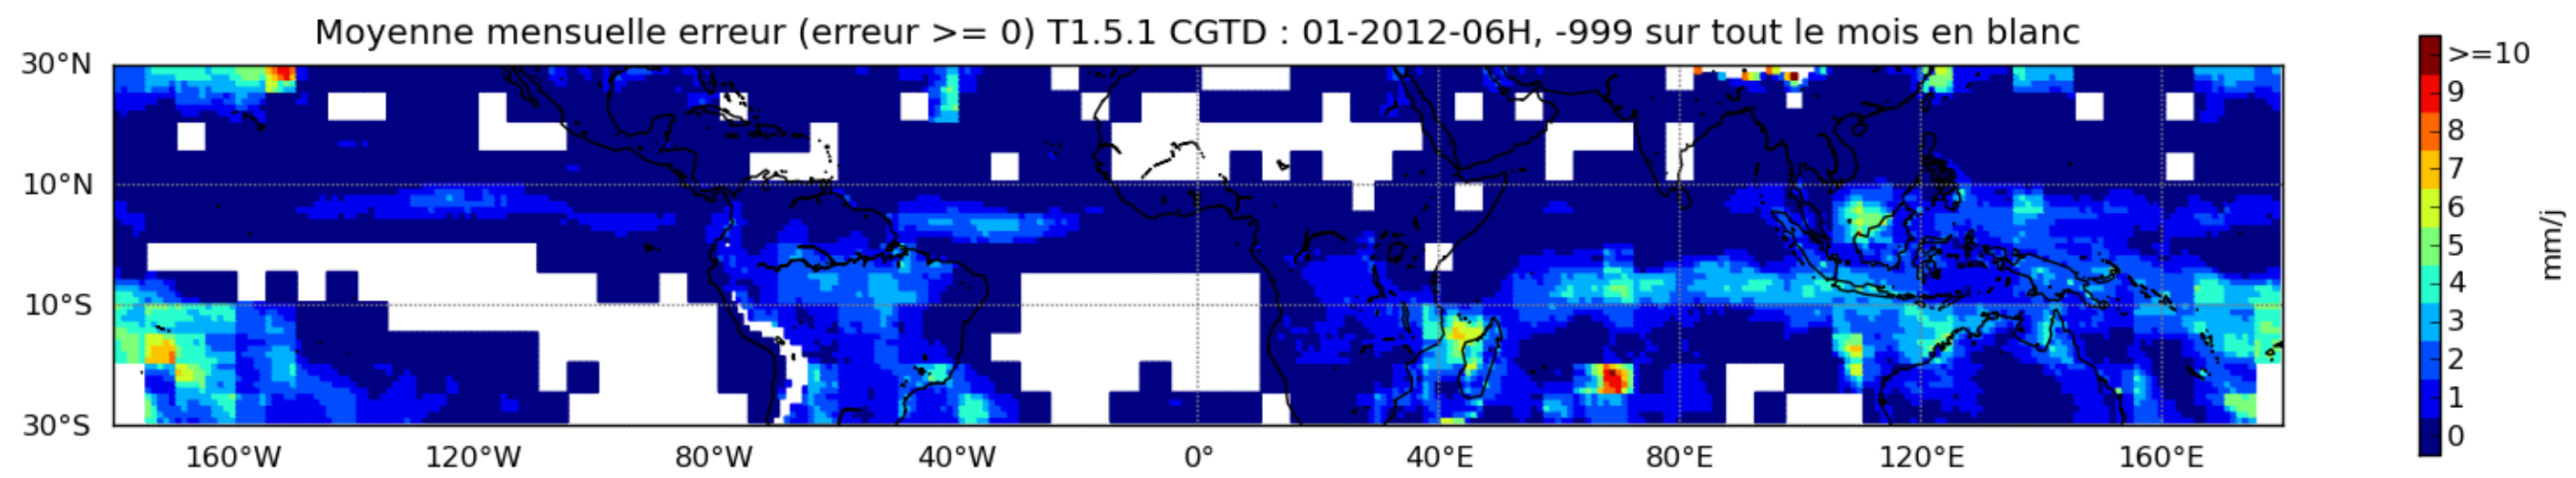 Moyenne mensuelle erreur (erreur >= 0) T1.5.1 CGTD : 01-2012-06H, -999 sur tout le mois en blanc
30°N
10°N
10°S
30°S
160°W 120°W 80°W 40°W 0° 40°E 80°E 120°E 160°E
>=10
9
8
7
6
5
4
3
2
1
0
mm/j